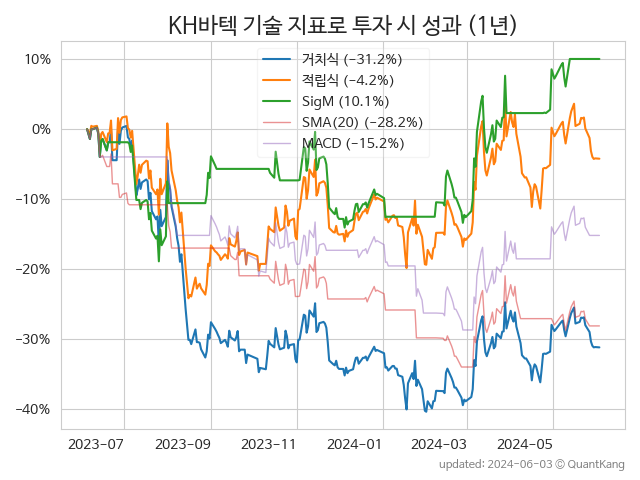 KH바텍 기술 지표로 투자 시 성과 (1년)
거치식 (−31.2%)
적립식 (−4.2%)
SigM (10.1%)
SMA(20) (−28.2%)
MACD (−15.2%)
10%
0%
−10%
−20%
−30%
−40%
2023-07 2023-09 2023-11 2024-01 2024-03 2024-05
updated: 2024-06-03 © QuantKang